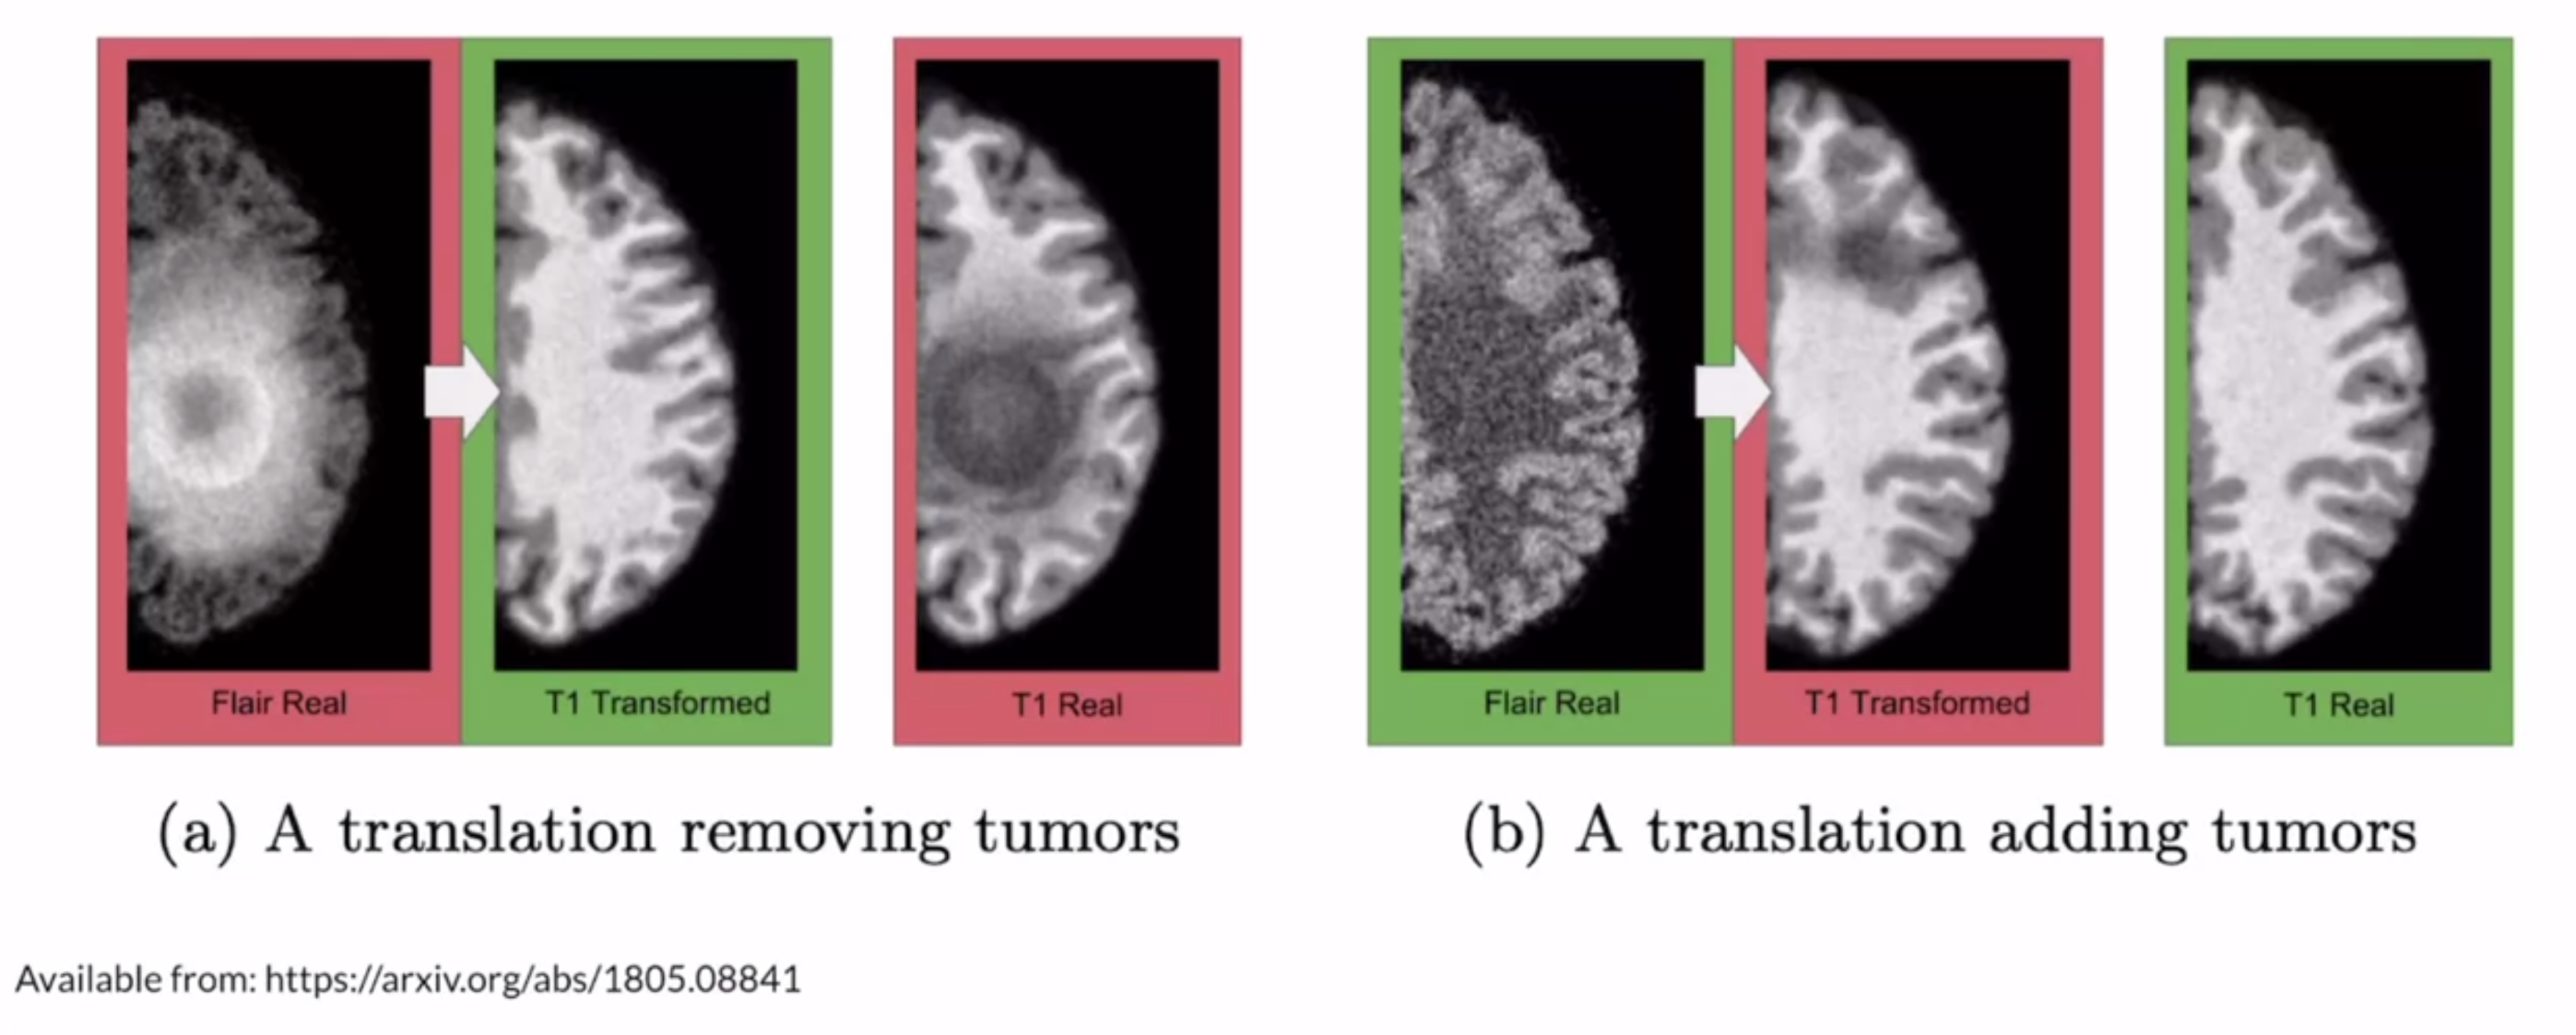 Flair Real
T1 Transformed
T1 Real
Flair Real
T1 Transformed
T1 Real
(a) A translation removing tumors
(b) A translation adding tumors
Available from: https://arxiv.org/abs/1805.08841